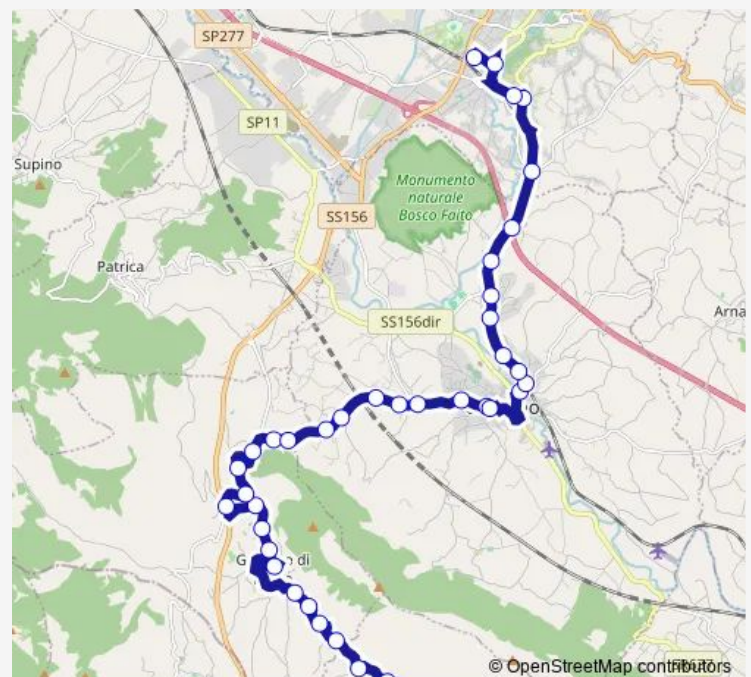 SP277
SP11
Supino
Monumento
naturale
Bosco Faito
SS156
Patrica
SS156dir
Arna
© OpenStreetMap contributors